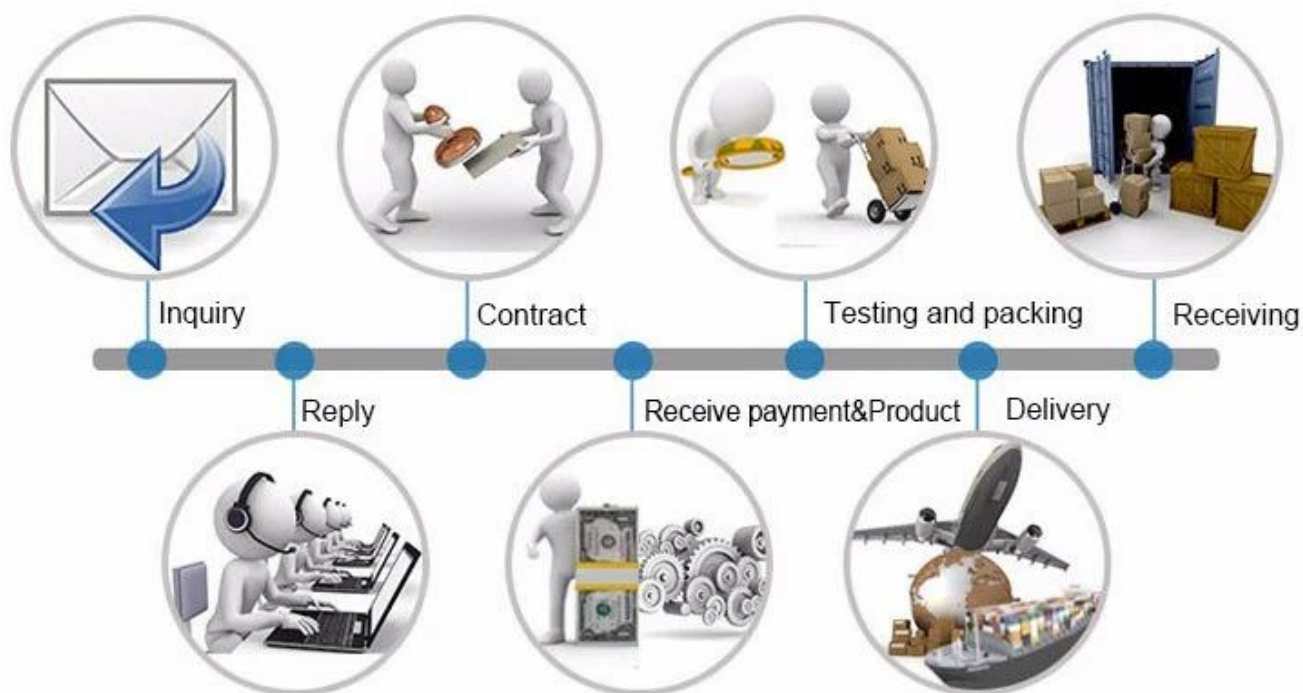 Inquiry
Contract
Testing and packing
Receiving
Reply
Receive payment&Product
Delivery